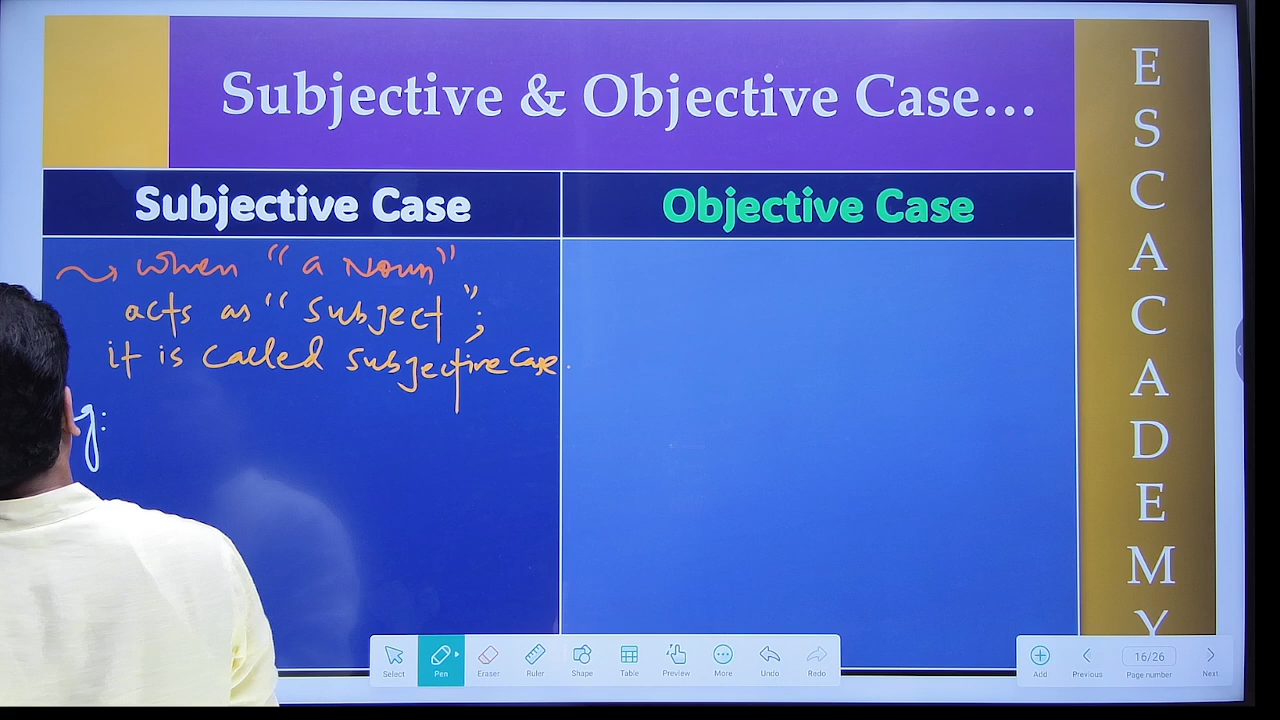 Subjective & Objective Case...
Subjective Case
Objective Case
when "a Noun"
acts as "Subject";
it is called Subjective Case.
g:
E
S
C
A
C
A
D
E
M
Y
Select
Pen
Eraser
Ruler
Shape
Table
Preview
More
Undo
Redo
Add
Previous
16/26
Page number
Next